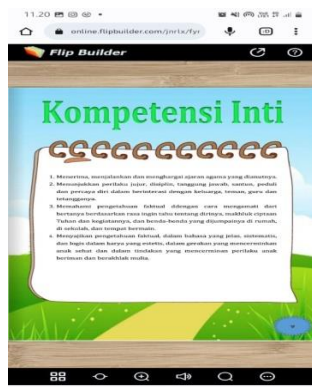 11.20
online.flipbuilder.com/jnrlx/fyr
Flip Builder
Kompetensi Inti
1. Menerima, menjalankan dan menghargai ajaran agama yang dianutnya.
2. Menunjukkan perilaku jujur, disiplin, tanggung jawab, santun, peduli
dan percaya diri dalam berinterasi dengan keluarga, teman, guru dan
tetangganya.
3. Memahami pengetahuan faktual ddengan cara mengamati dan
bertanya berdasarkan rasa ingin tahu tentang dirinya, makhluk ciptaan
Tuhan dan kegiatannya, dan benda-benda yang dijumpainya di rumah,
di sekolah, dan tempat bermain.
4. Menyajikan pengetahuan faktual, dalam bahasa yang jelas, sistematis,
dan logis dalam karya yang estetis, dalam gerakan yang mencerminkan
anak sehat dan dalam tindakan yang mencerminan perilaku anak
beriman dan berakhlak mulia.